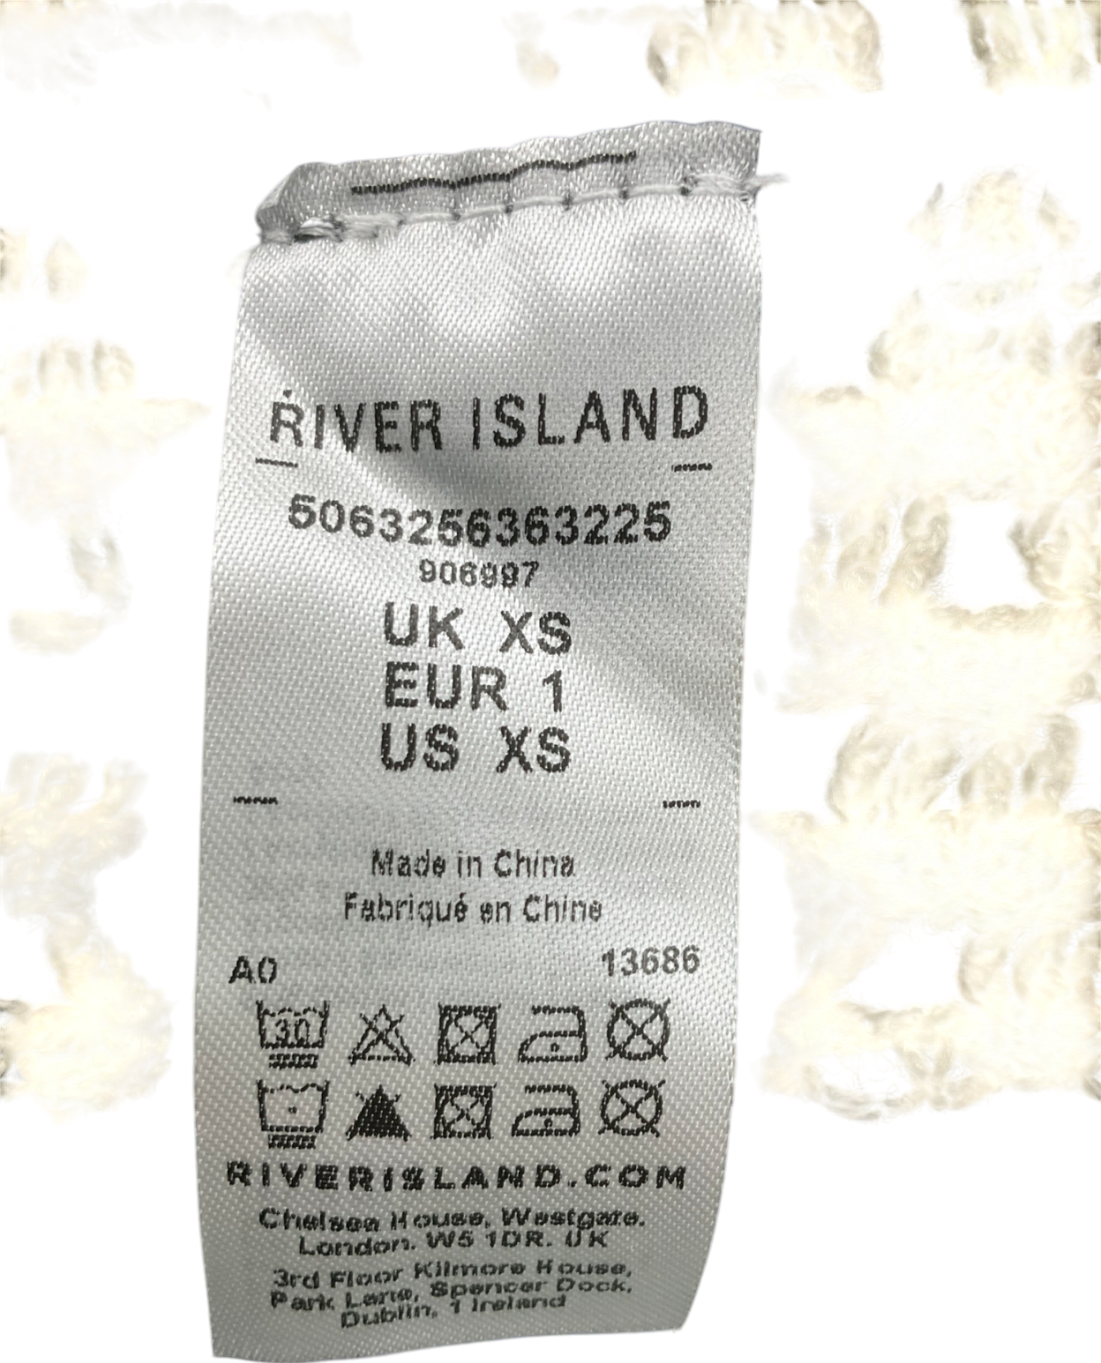 RIVER ISLAND
5063256363225
906997
UK XS
EUR 1
US XS
Made in China
Fabriqué en Chine
A0 13686
30
RIVERISLAND.COM
Chelsea House, Westgate,
London. W5 1DR. UK
3rd Floor Kilmore House,
Park Lane, Spencer Dock,
Dublin, 1 Ireland